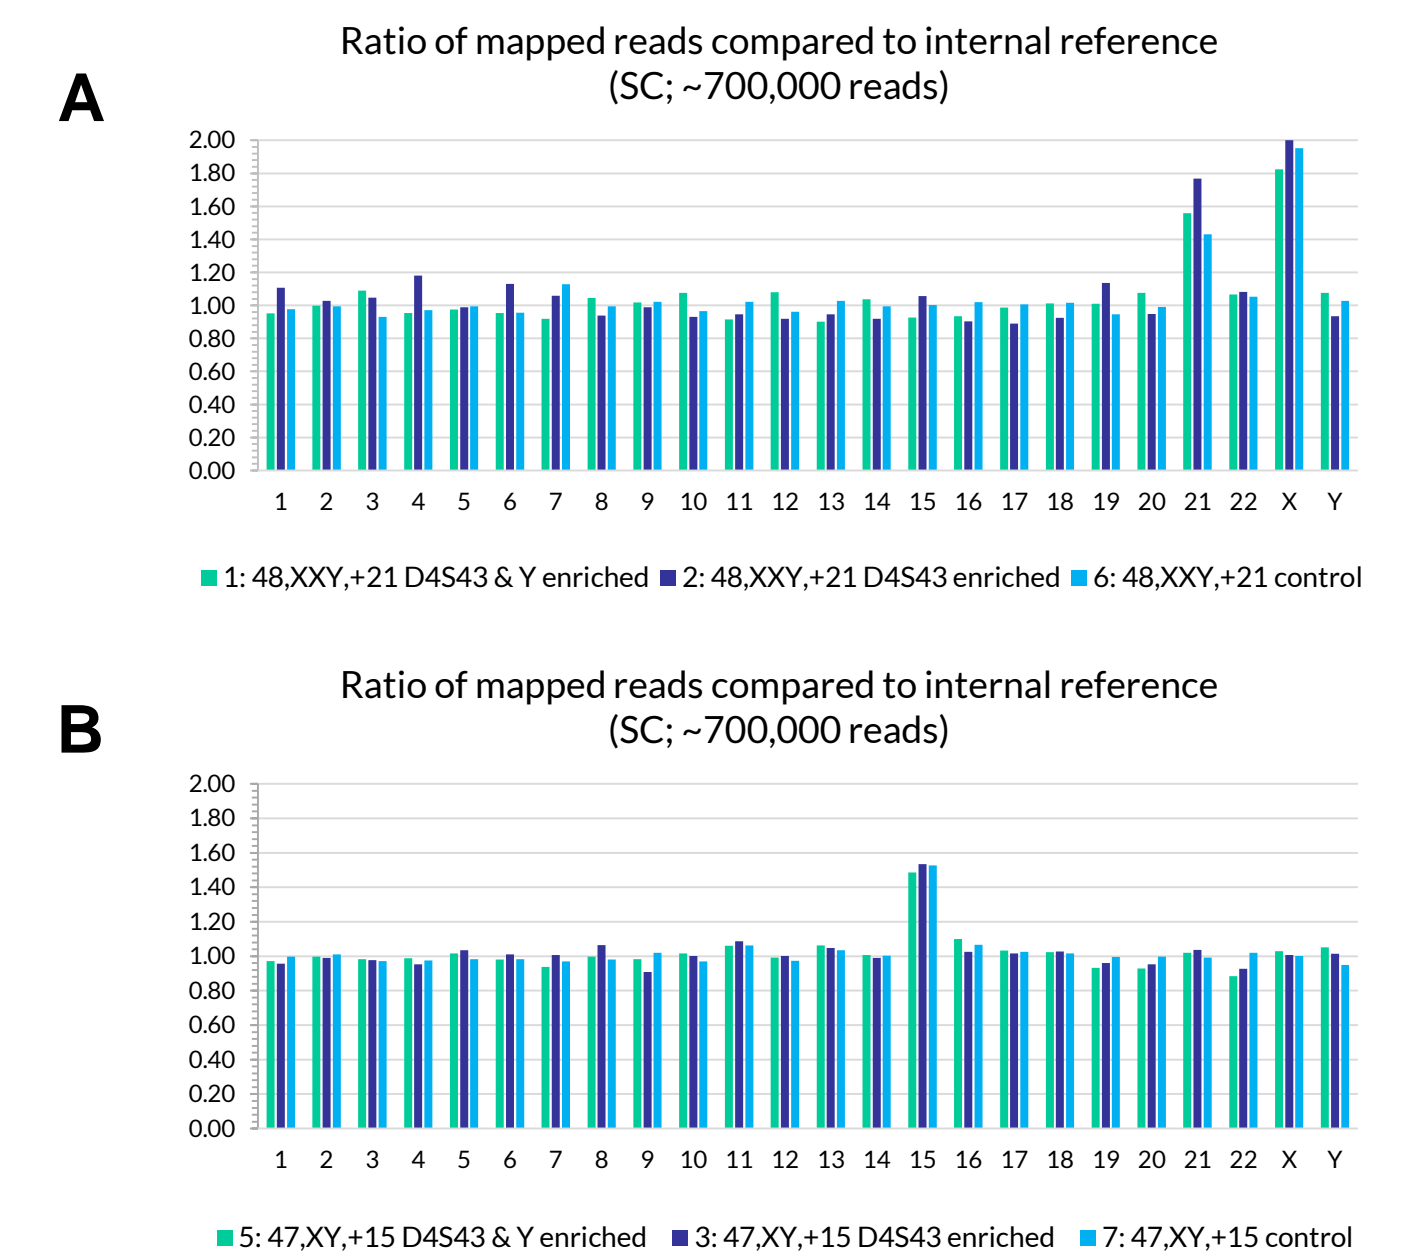 Ratio of mapped reads compared to internal reference
(SC; ~700,000 reads)
A
2.00
1.80
1.60
1.40
1.20
1.00
0.80
0.60
0.40
0.20
0.00
1 2 3 4 5 6 7 8 9 10 11 12 13 14 15 16 17 18 19 20 21 22 X Y
1: 48,XXY,+21 D4S43 & Y enriched 2: 48,XXY,+21 D4S43 enriched 6: 48,XXY,+21 control
Ratio of mapped reads compared to internal reference
(SC; ~700,000 reads)
B
2.00
1.80
1.60
1.40
1.20
1.00
0.80
0.60
0.40
0.20
0.00
1 2 3 4 5 6 7 8 9 10 11 12 13 14 15 16 17 18 19 20 21 22 X Y
5: 47,XY,+15 D4S43 & Y enriched 3: 47,XY,+15 D4S43 enriched 7: 47,XY,+15 control